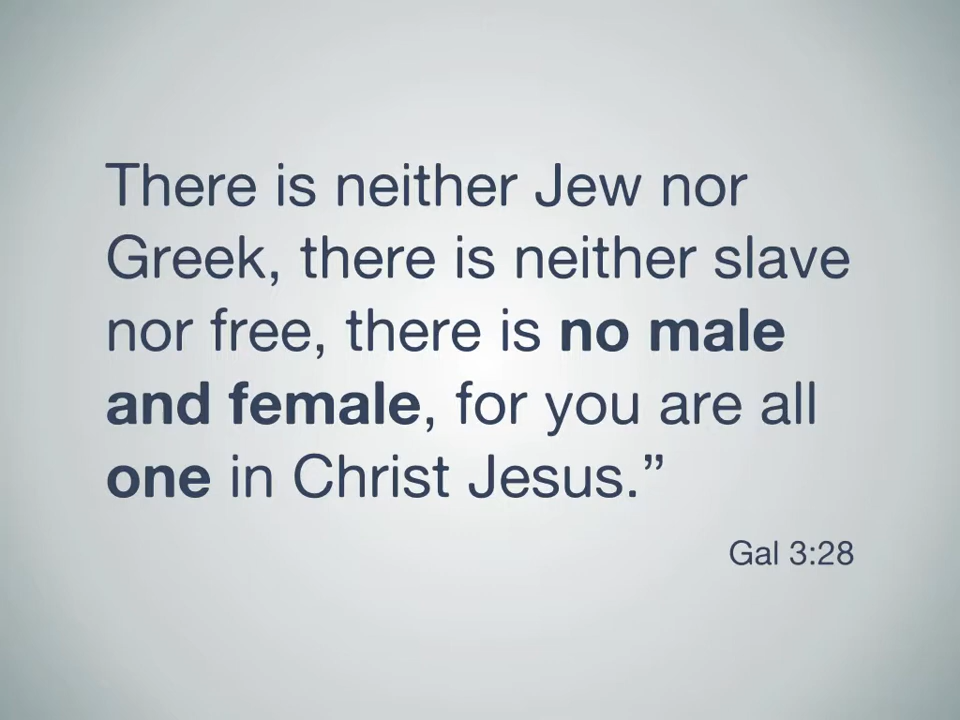 There is neither Jew nor
Greek, there is neither slave
nor free, there is no male
and female, for you are all
one in Christ Jesus.”
Gal 3:28